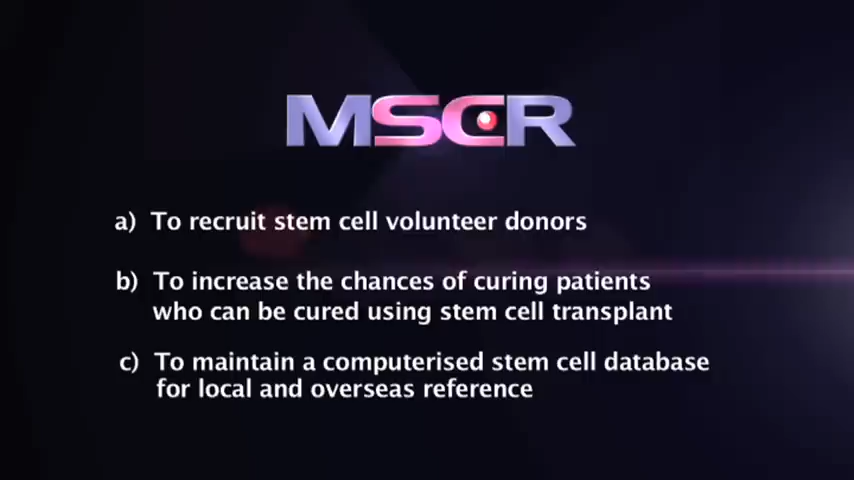 MSCR
a) To recruit stem cell volunteer donors
b) To increase the chances of curing patients
who can be cured using stem cell transplant
c) To maintain a computerised stem cell database
for local and overseas reference